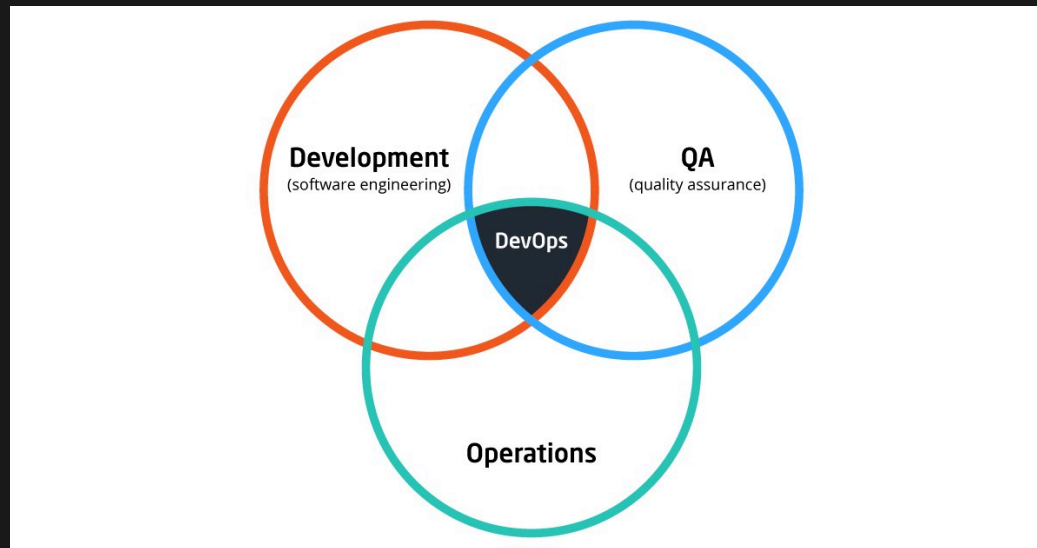 Development
(software engineering)
QA
(quality assurance)
DevOps
Operations